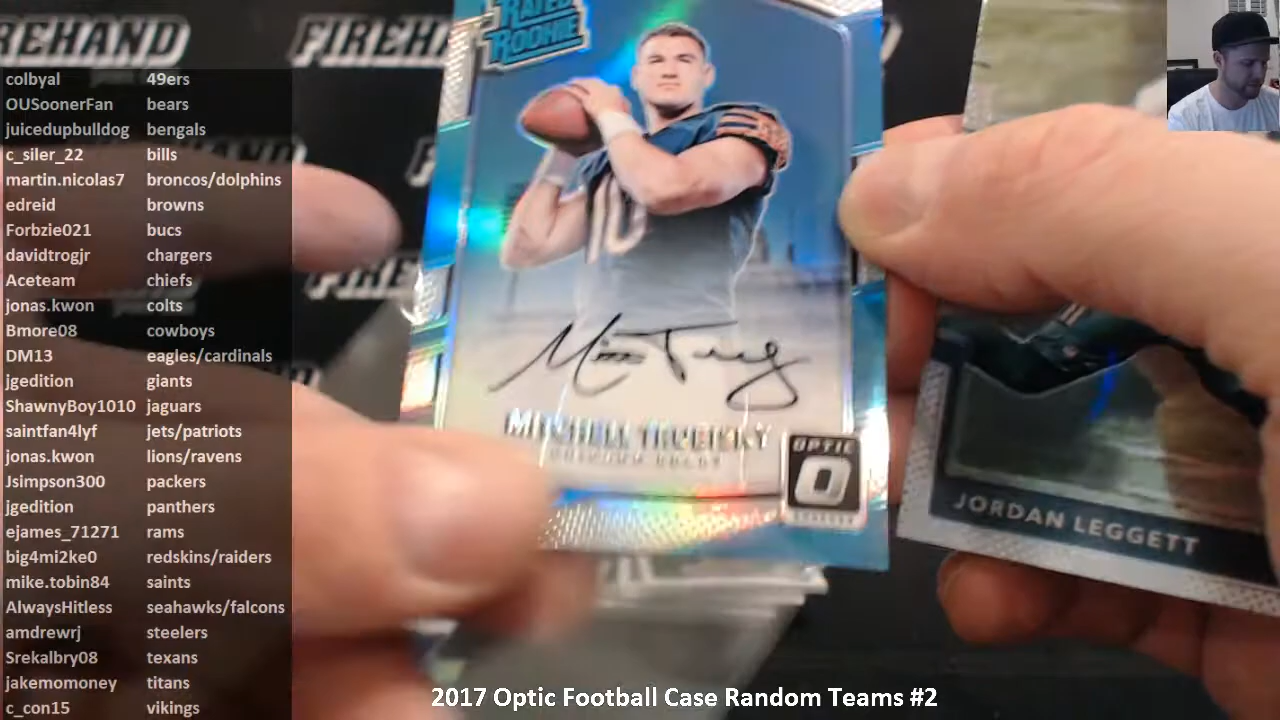 FIREHAND
RATED
ROOKIE
colbyal 49ers
OUSoonerFan bears
juicedupbulldog bengals
c_siler_22 bills
martin.nicolas7 broncos/dolphins
edreid browns
Forbzie021 bucs
davidtrogjr chargers
Aceteam chiefs
jonas.kwon colts
Bmore08 cowboys
DM13 eagles/cardinals
jgedition giants
ShawnyBoy1010 jaguars
saintfan4lyf jets/patriots
jonas.kwon lions/ravens
Jsimpson300 packers
jgedition panthers
ejames_71271 rams
big4mi2ke0 redskins/raiders
mike.tobin84 saints
AlwaysHitless seahawks/falcons
amdrewrj steelers
Srekalbry08 texans
jakemomoney titans
c_con15 vikings
10
MITCHELL TRUBISKY
OPTIC
JORDAN LEGGETT
2017 Optic Football Case Random Teams #2